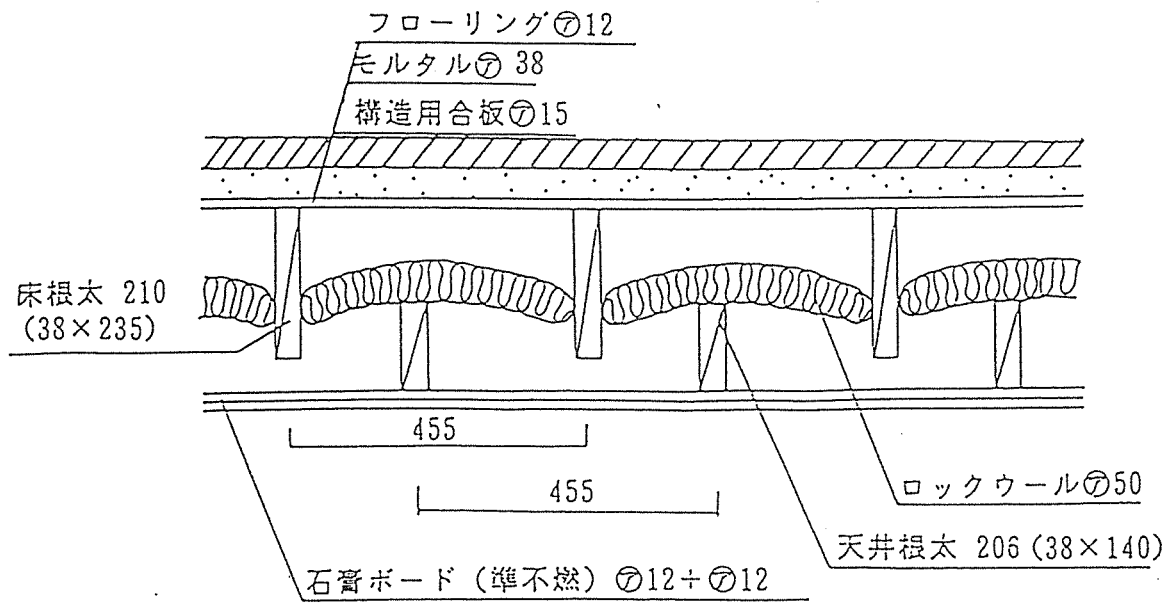 フローリング㋐12
モルタル㋐ 38
構造用合板㋐15
床根太 210
(38×235)
455
455
ロックウール㋐50
天井根太 206 (38×140)
石膏ボード (準不燃) ㋐12+㋐12